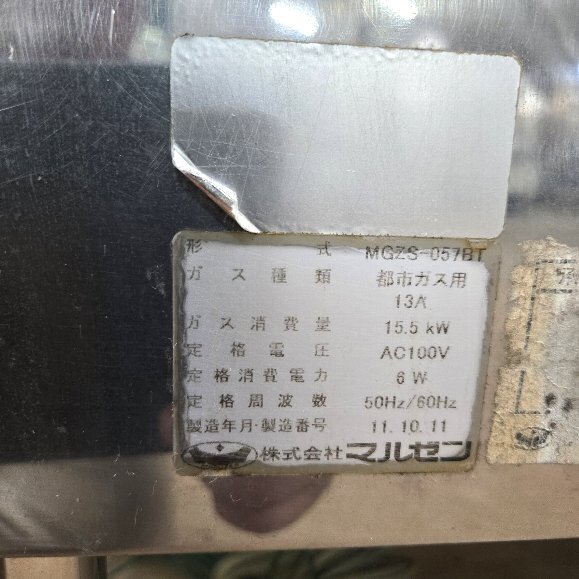 形式 MGZS-057BT
ガス種類 都市ガス用
13A
ガス消費量 15.5 kW
定格電圧 AC100V
定格消費電力 6 W
定格周波数 50Hz/60Hz
製造年月・製造番号 11.10.11
株式会社マルゼン